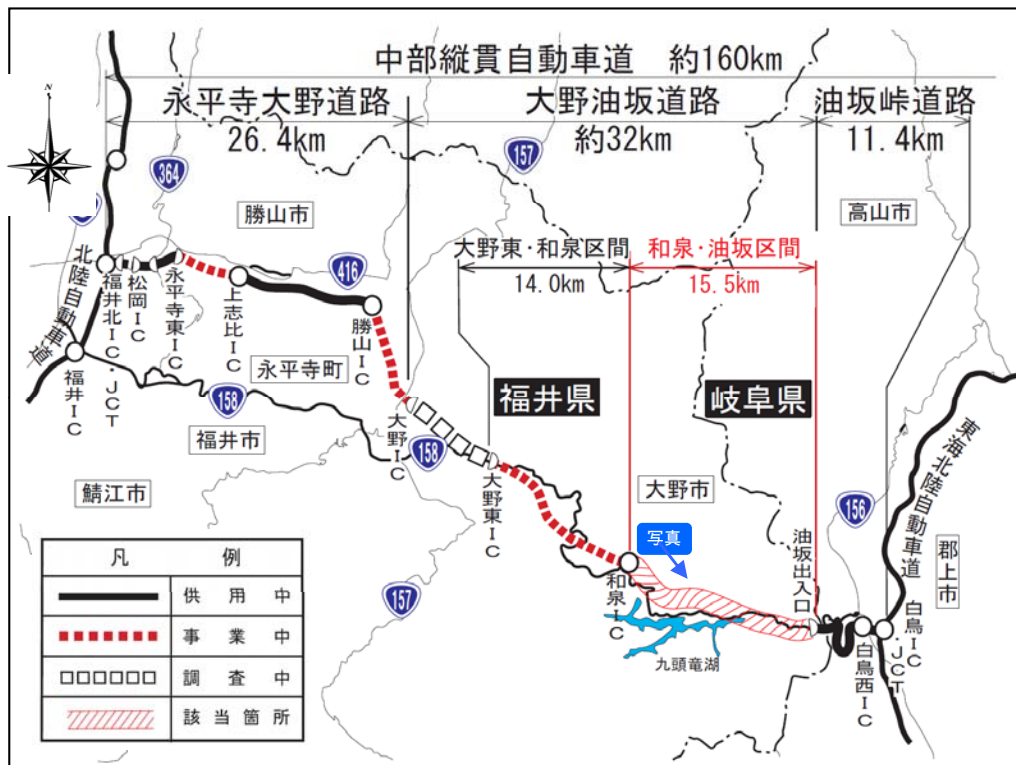 中部縦貫自動車道 約160km
永平寺大野道路
26.4km
大野油坂道路
約32km
油坂峠道路
11.4km
N
364
157
勝山市
高山市
大野東・和泉区間
14.0km
和泉・油坂区間
15.5km
416
北陸自動車道
福井北IC・JCT
松岡IC
永平寺東IC
上志比IC
勝山IC
福井IC
永平寺町
158
福井市
大野IC
158
福井県
岐阜県
大野東IC
鯖江市
大野市
156
東海北陸自動車道
郡上市
写真
油坂出入口
和泉IC
157
九頭竜湖
白鳥西IC
白鳥IC・JCT
凡例
供用中
事業中
調査中
該当箇所